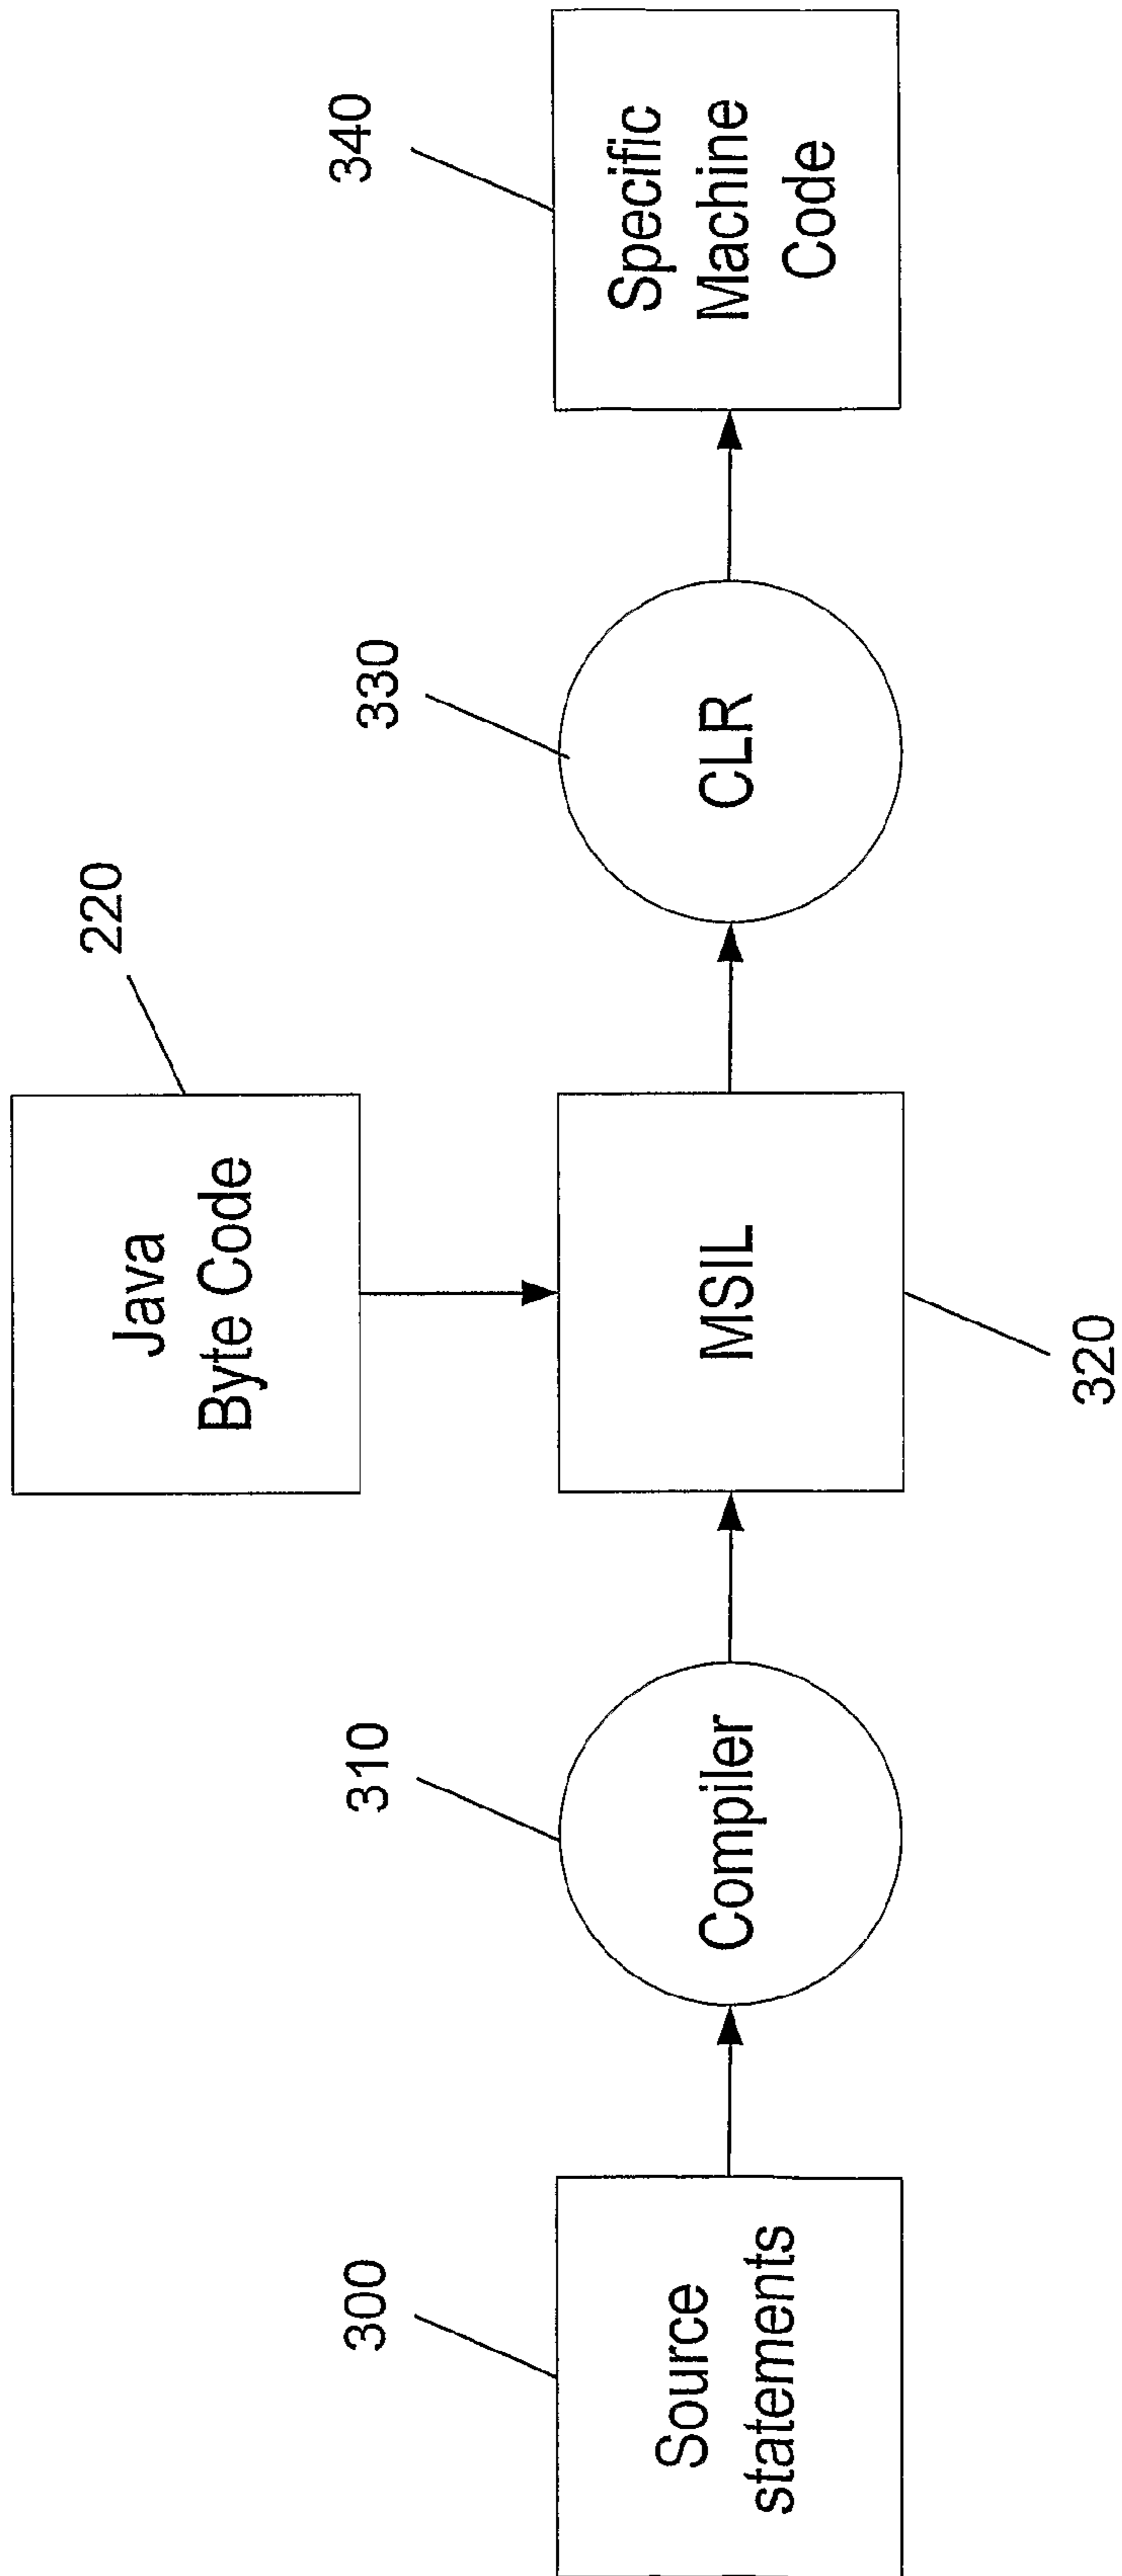 220
Java
Byte Code
300
310
330
340
Source
statements
Compiler
MSIL
CLR
Specific
Machine
Code
320